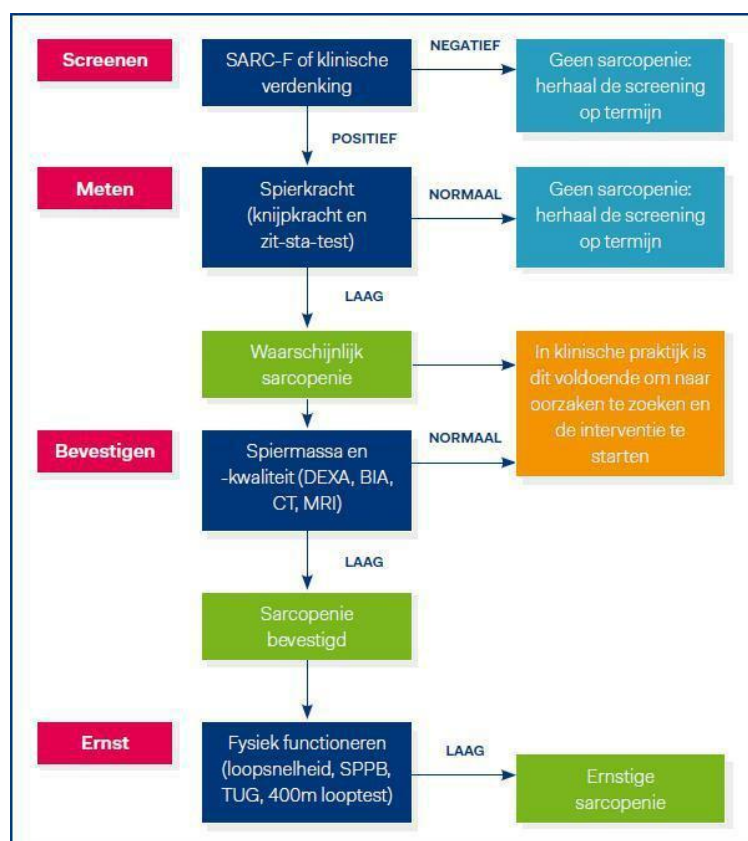 Screenen
SARC-F of klinische
verdenking
NEGATIEF
Geen sarcopenie:
herhaal de screening
op termijn
POSITIEF
Meten
Spierkracht
(knijpkracht en
zit-sta-test)
NORMAAL
Geen sarcopenie:
herhaal de screening
op termijn
LAAG
Waarschijnlijk
sarcopenie
In klinische praktijk is
dit voldoende om naar
oorzaken te zoeken en
de interventie te
starten
Bevestigen
Spiermassa en
-kwaliteit (DEXA, BIA,
CT, MRI)
NORMAAL
LAAG
Sarcopenie
bevestigd
Ernst
Fysiek functioneren
(loopsnelheid, SPPB,
TUG, 400m looptest)
LAAG
Ernstige
sarcopenie